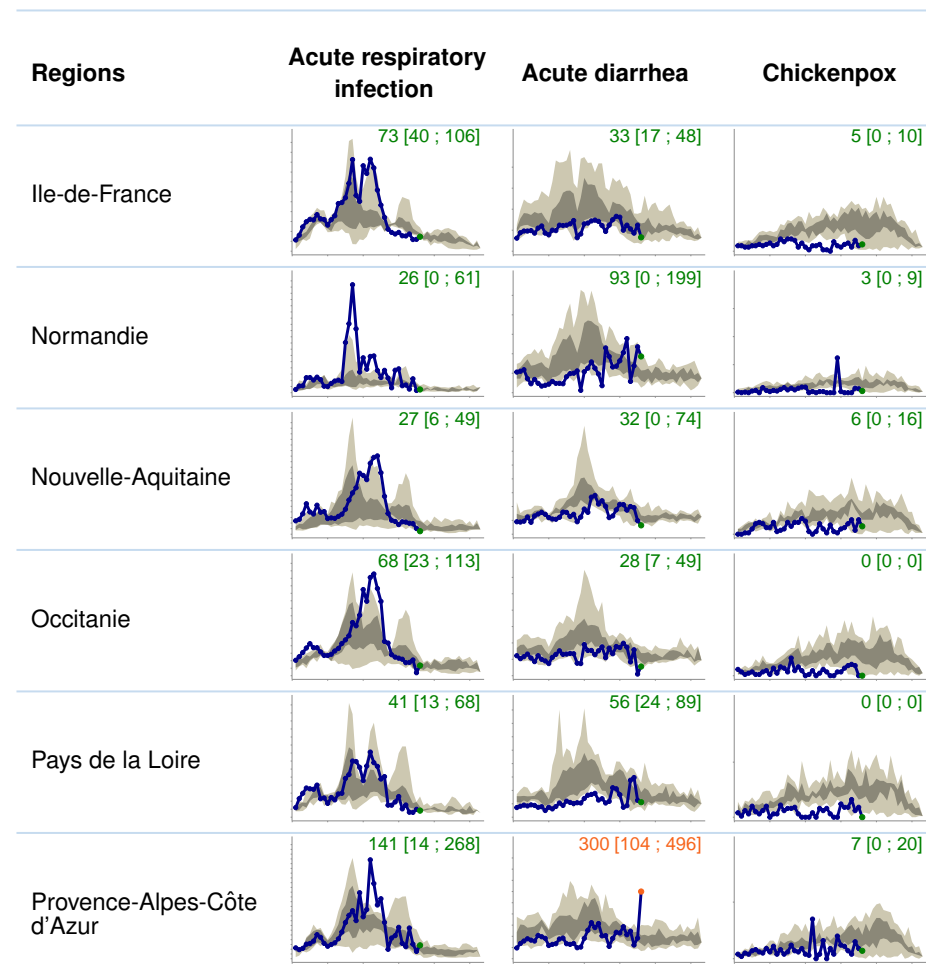 Regions
Acute respiratory
infection
Acute diarrhea
Chickenpox
Ile-de-France
73 [40 ; 106]
33 [17 ; 48]
5 [0 ; 10]
Normandie
26 [0 ; 61]
93 [0 ; 199]
3 [0 ; 9]
Nouvelle-Aquitaine
27 [6 ; 49]
32 [0 ; 74]
6 [0 ; 16]
Occitanie
68 [23 ; 113]
28 [7 ; 49]
0 [0 ; 0]
Pays de la Loire
41 [13 ; 68]
56 [24 ; 89]
0 [0 ; 0]
Provence-Alpes-Côte
d'Azur
141 [14 ; 268]
300 [104 ; 496]
7 [0 ; 20]